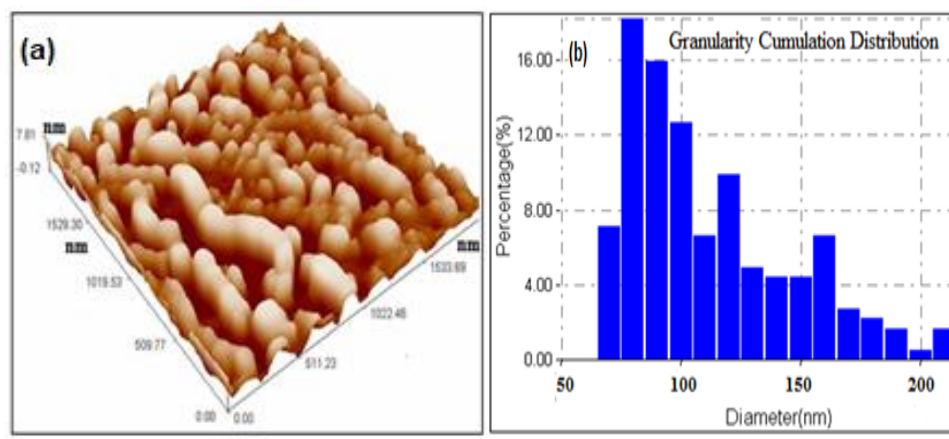 (a)
nm
7.81
-0.12
1529.30
nm
1019.53
509.77
0.00
0.00
511.23
1022.46
1533.69
nm
(b)
Granularity Cumulation Distribution
Percentage(%)
16.00
12.00
8.00
4.00
0.00
50 100 150 200
Diameter(nm)